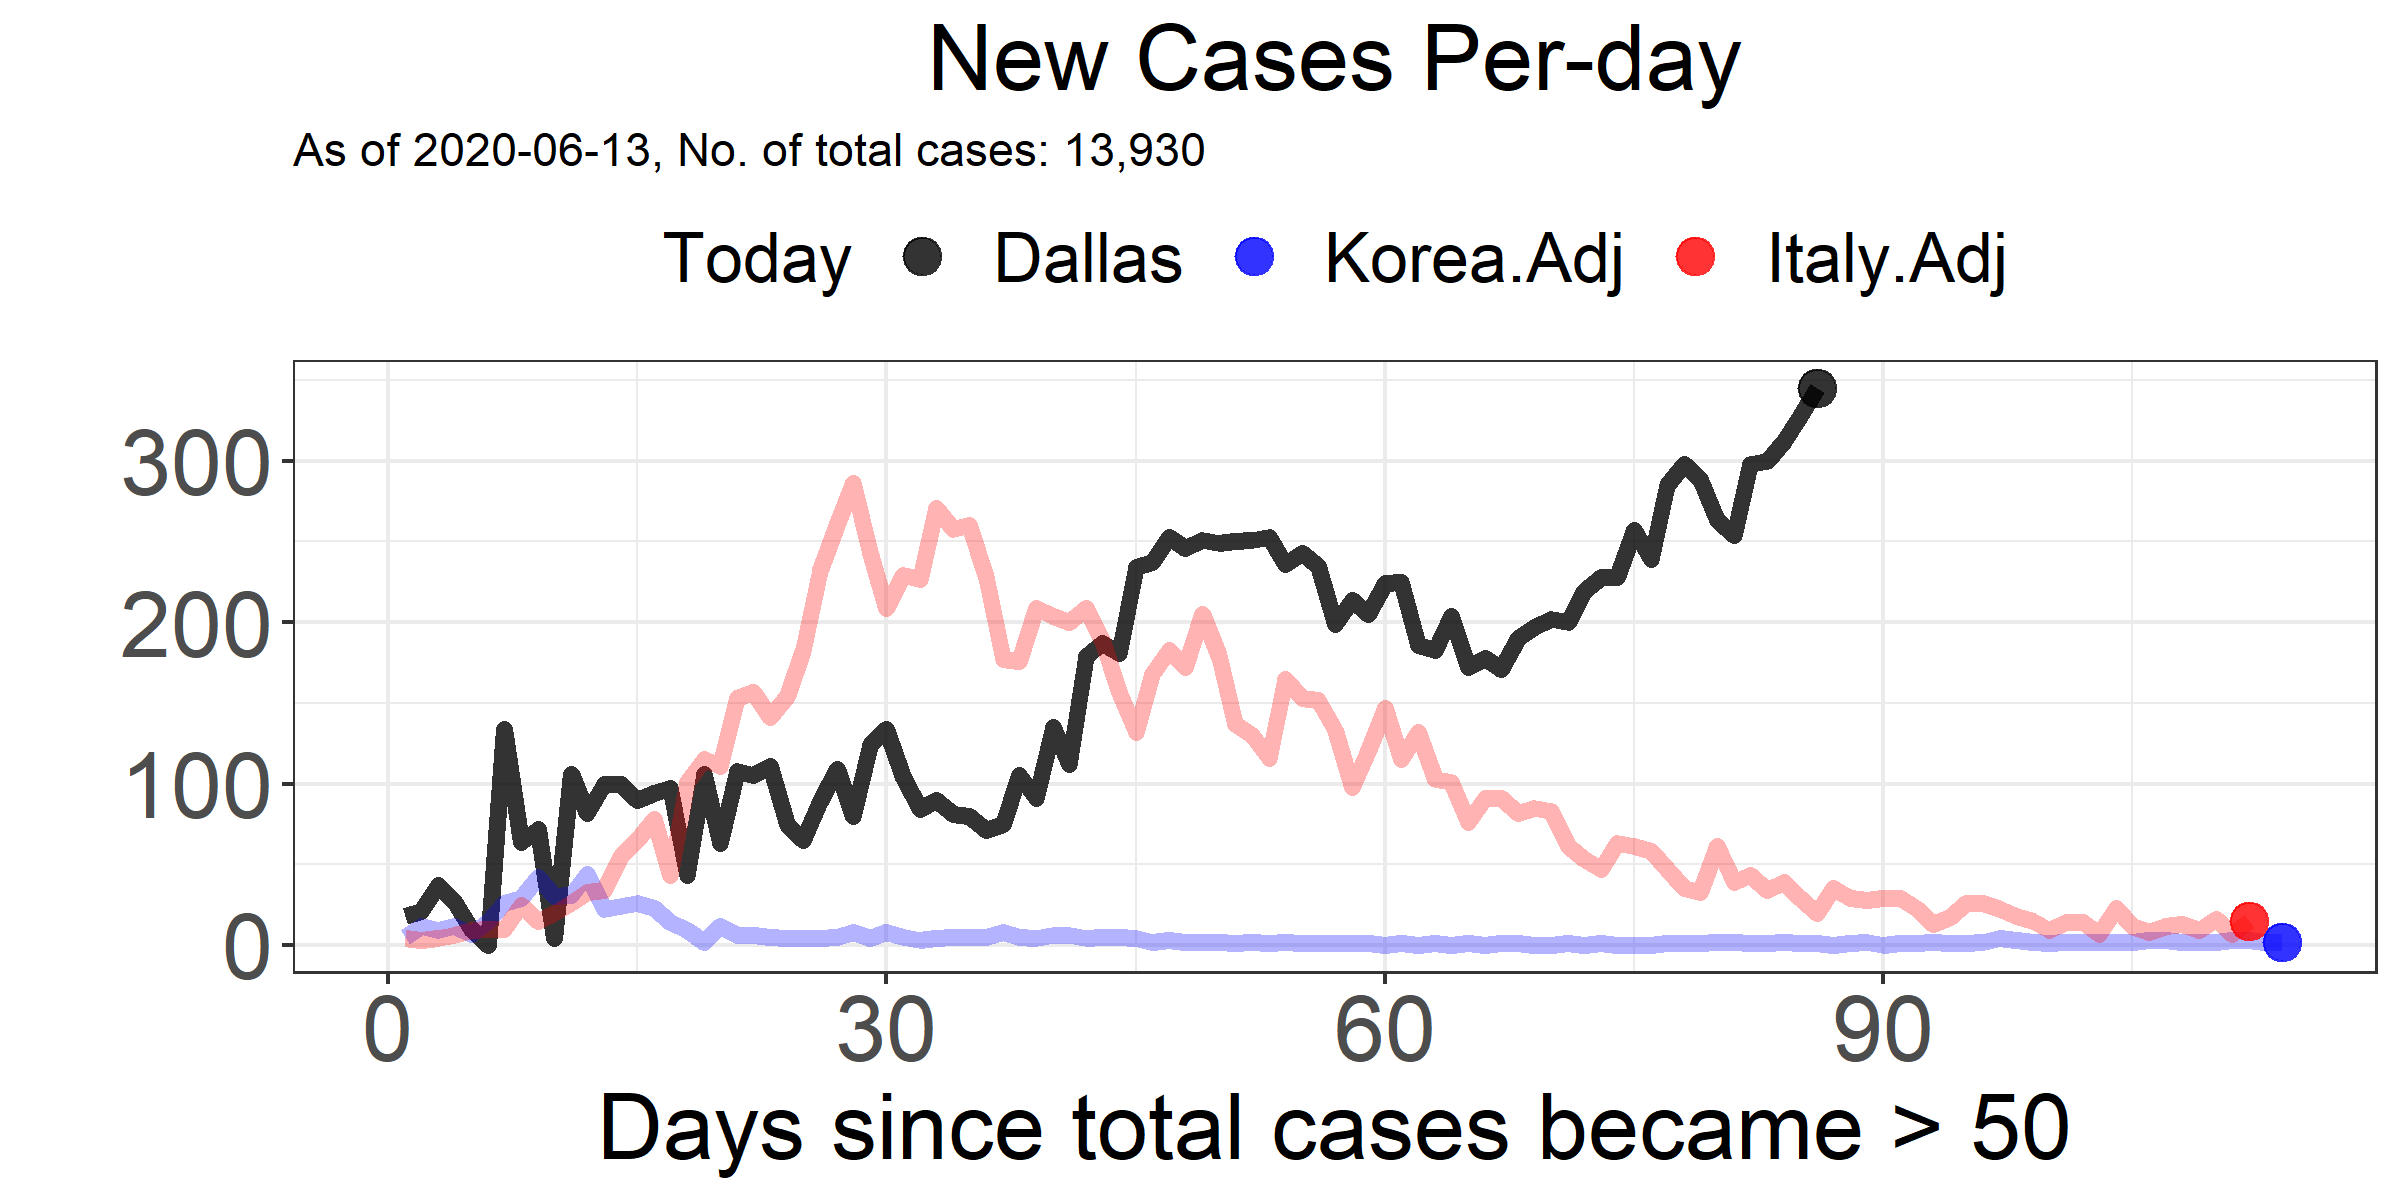 New Cases Per-day
As of 2020-06-13, No. of total cases: 13,930
Today Dallas Korea.Adj Italy.Adj
300
200
100
0
0 30 60 90
Days since total cases became > 50